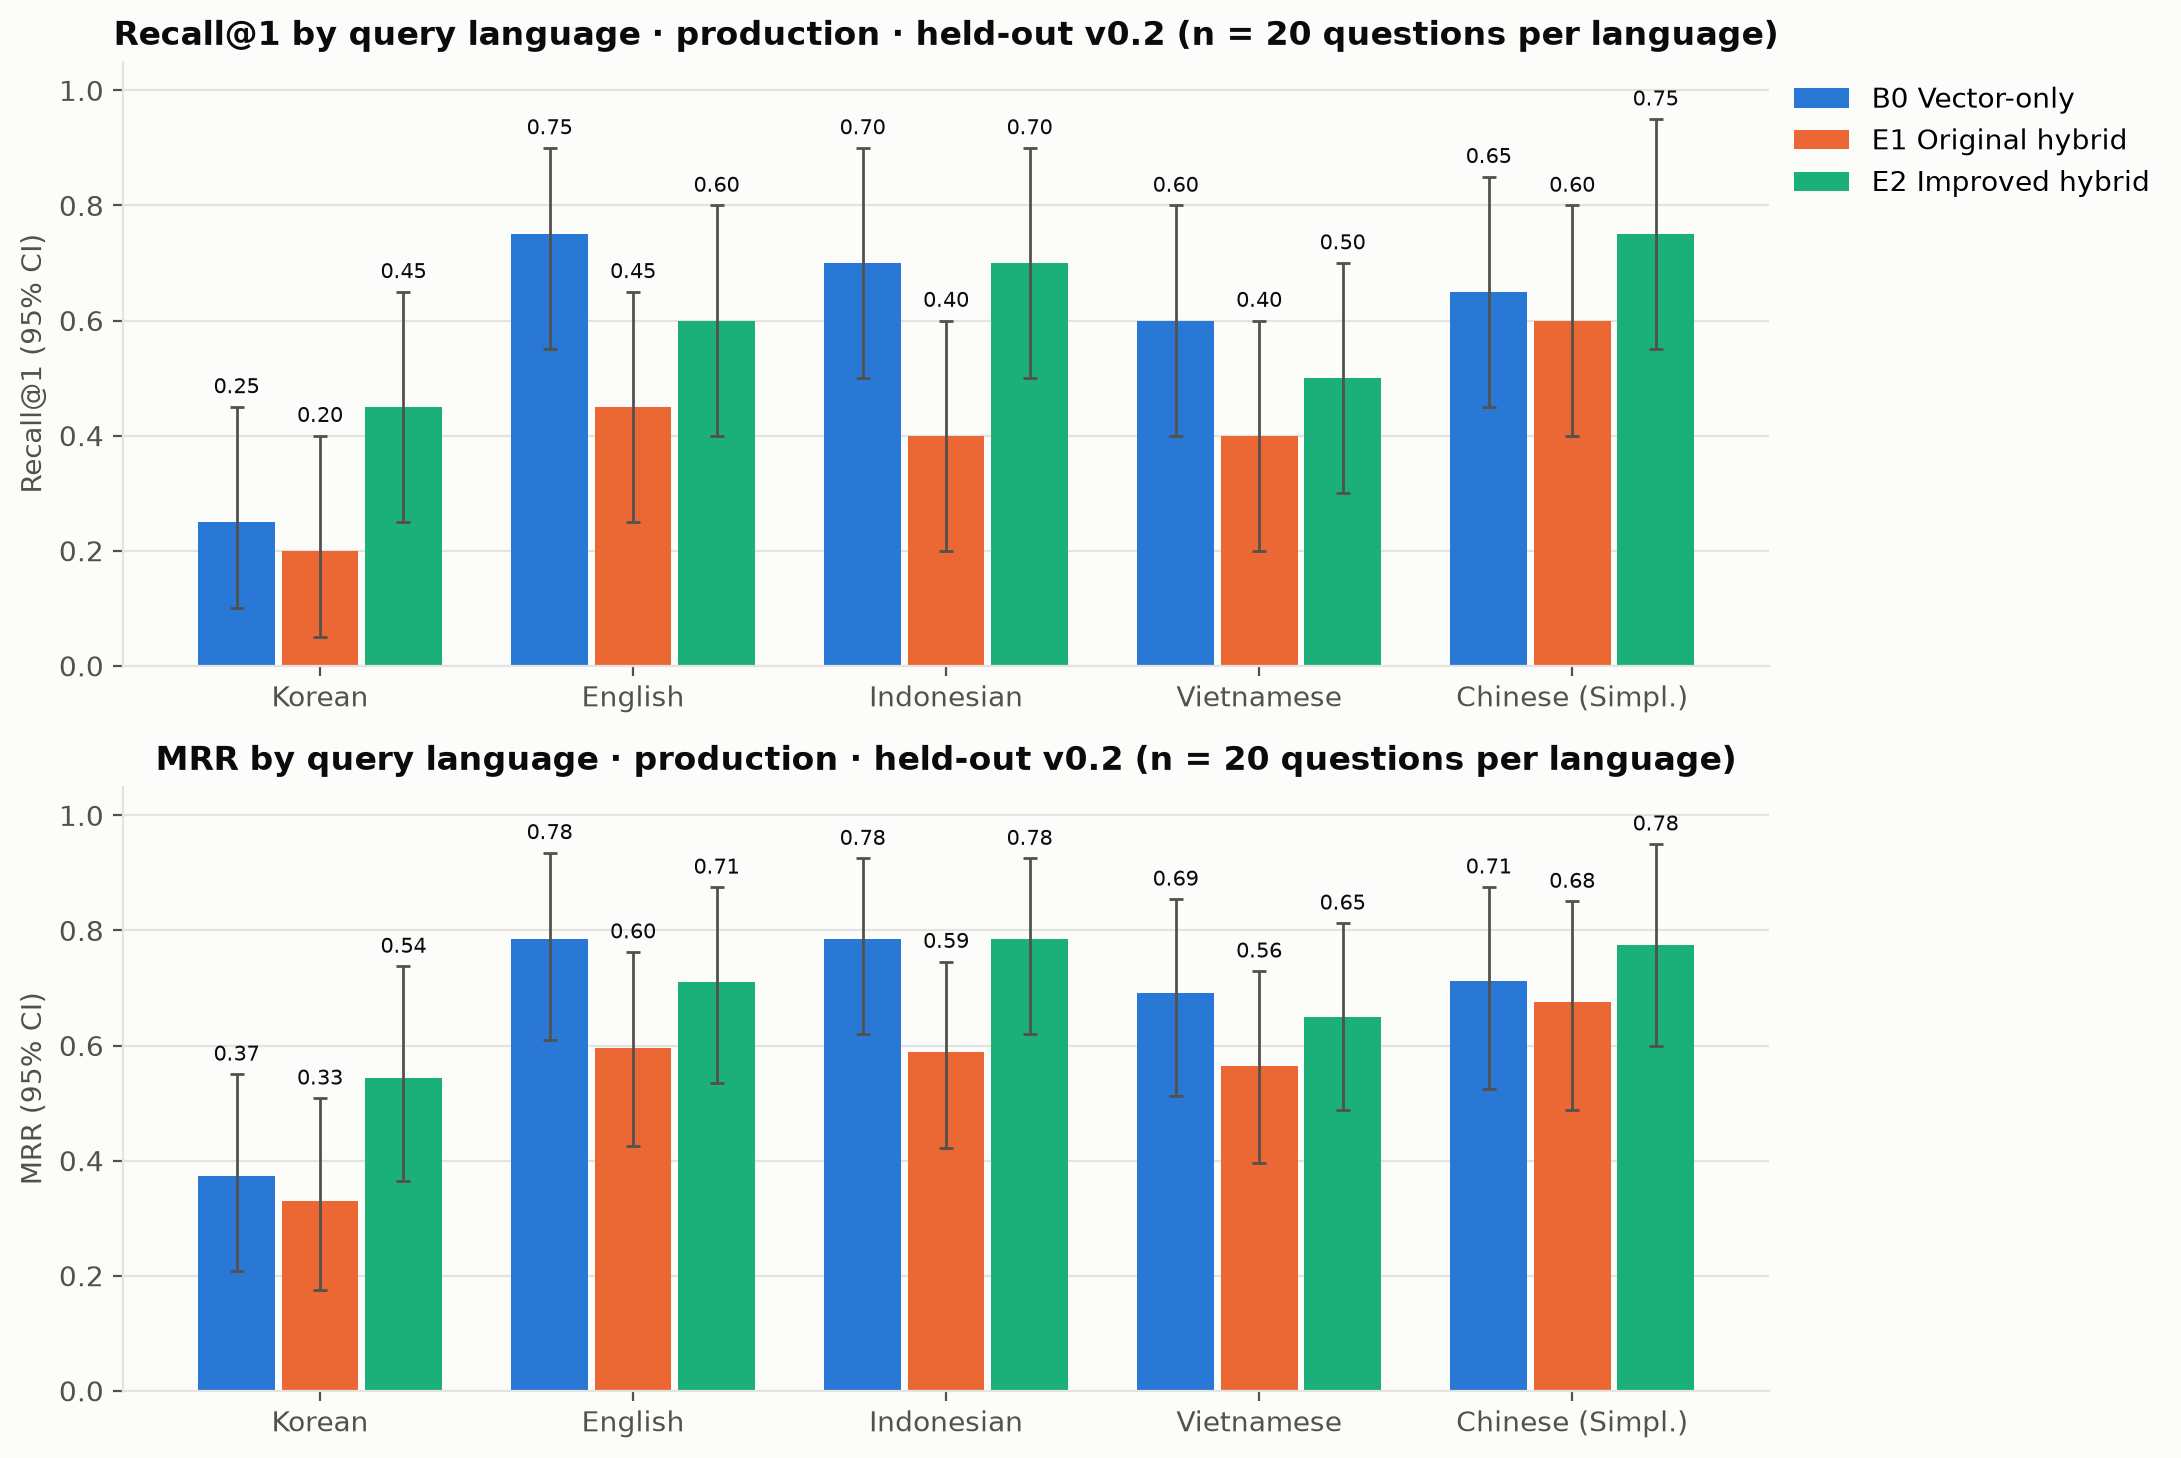 Recall@1 by query language · production · held-out v0.2 (n = 20 questions per language)
B0 Vector-only
E1 Original hybrid
E2 Improved hybrid
Recall@1 (95% CI)
1.0
0.8
0.6
0.4
0.2
0.0
0.25 0.20 0.45
0.75 0.45 0.60
0.70 0.40 0.70
0.60 0.40 0.50
0.65 0.60 0.75
Korean English Indonesian Vietnamese Chinese (Simpl.)
MRR by query language · production · held-out v0.2 (n = 20 questions per language)
MRR (95% CI)
1.0
0.8
0.6
0.4
0.2
0.0
0.37 0.33 0.54
0.78 0.60 0.71
0.78 0.59 0.78
0.69 0.56 0.65
0.71 0.68 0.78
Korean English Indonesian Vietnamese Chinese (Simpl.)